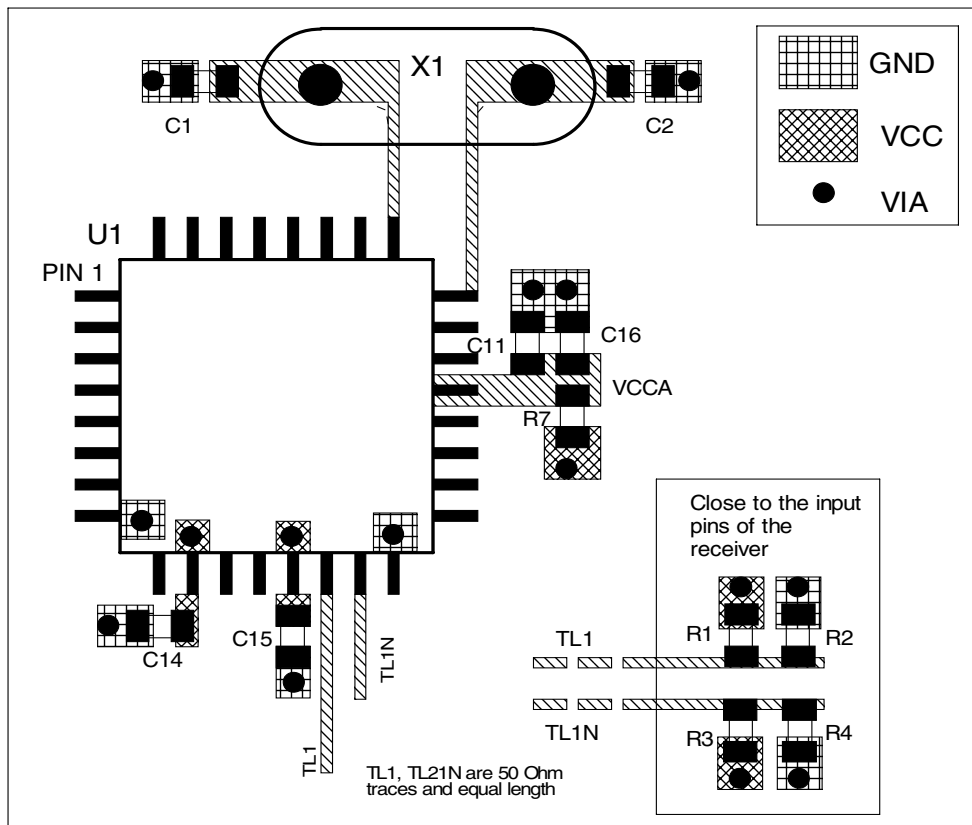 X1
GND
C1
C2
VCC
VIA
U1
PIN 1
C11
C16
VCCA
R7
Close to the input
pins of the
receiver
R1
R2
C14
C15
TL1N
TL1
TL1
TL1N
R3
R4
TL1, TL21N are 50 Ohm
traces and equal length